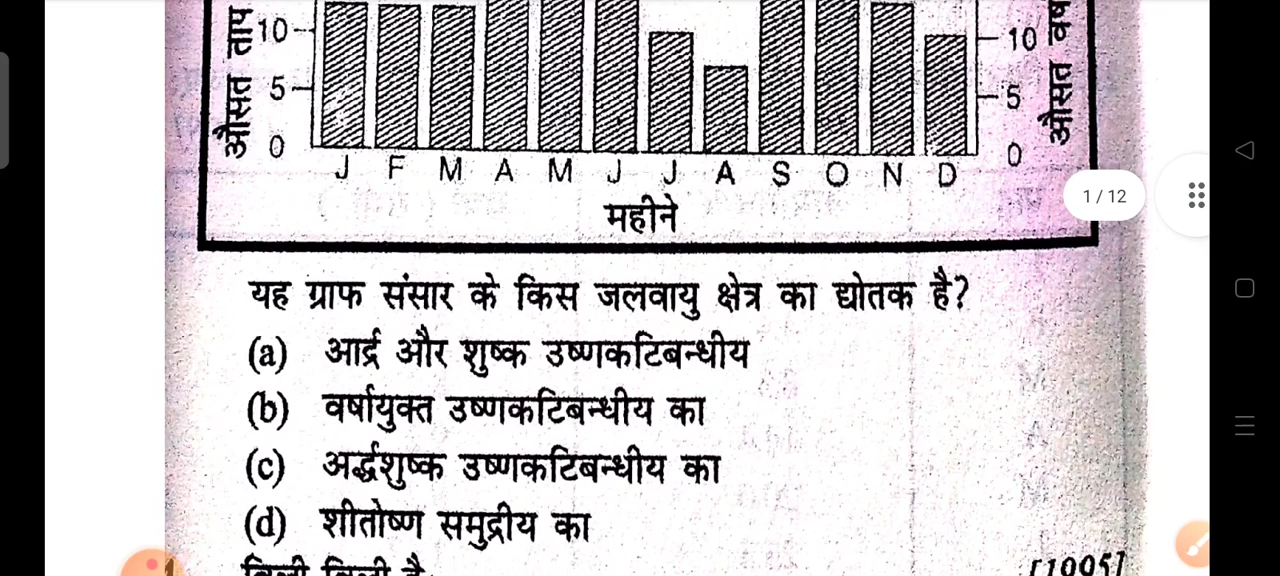 औसत ताप
10
5
0
10
5
0
औसत वर्ष
J F M A M J J A S O N D
महीने
1 / 12
यह ग्राफ संसार के किस जलवायु क्षेत्र का द्योतक है?
(a) आर्द्र और शुष्क उष्णकटिबन्धीय
(b) वर्षायुक्त उष्णकटिबन्धीय का
(c) अर्द्धशुष्क उष्णकटिबन्धीय का
(d) शीतोष्ण समुद्रीय का
[1995]